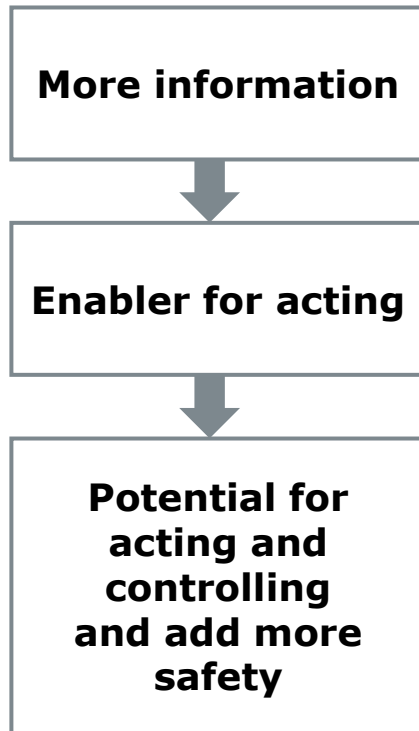 More information
Enabler for acting
Potential for
acting and
controlling
and add more
safety